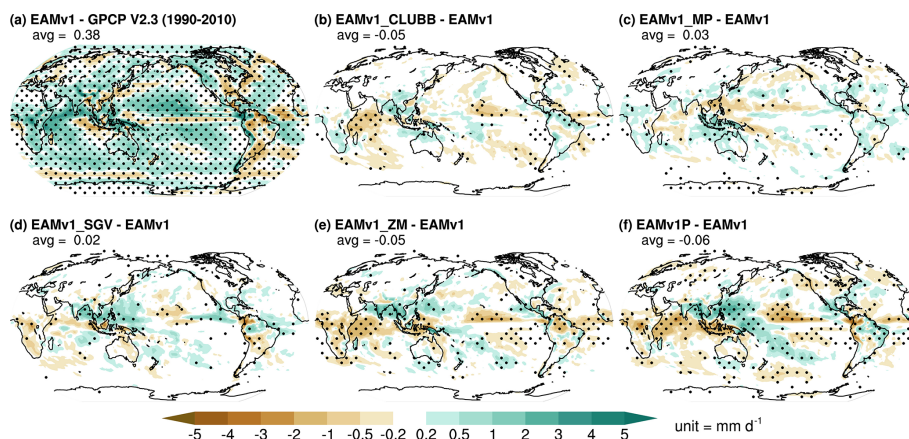 (a) EAMv1 - GPCP V2.3 (1990-2010)
avg = 0.38
(b) EAMv1_CLUBB - EAMv1
avg = -0.05
(c) EAMv1_MP - EAMv1
avg = 0.03
(d) EAMv1_SGV - EAMv1
avg = 0.02
(e) EAMv1_ZM - EAMv1
avg = -0.05
(f) EAMv1P - EAMv1
avg = -0.06
-5 -4 -3 -2 -1 -0.5 -0.2 0.2 0.5 1 2 3 4 5
unit = mm d⁻¹